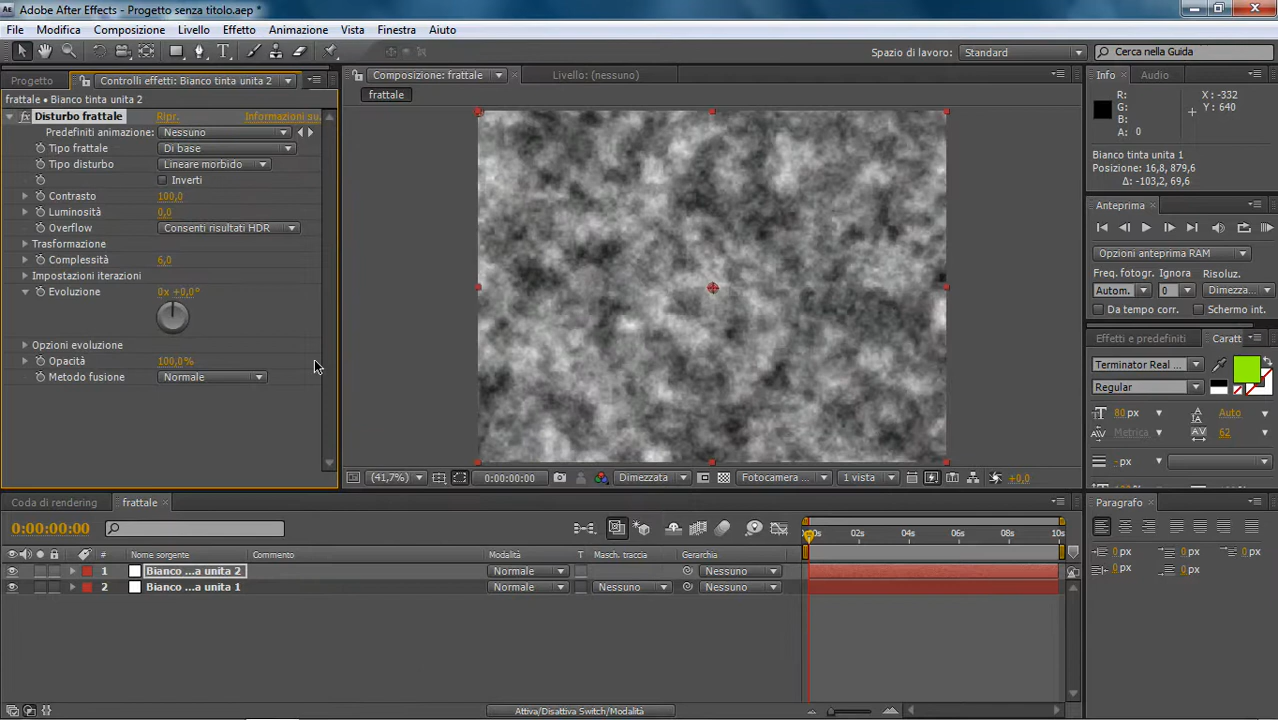 Adobe After Effects - Progetto senza titolo.aep *
File Modifica Composizione Livello Effetto Animazione Vista Finestra Aiuto
Spazio di lavoro: Standard Cerca nella Guida
Progetto Controlli effetti: Bianco tinta unita 2
frattale • Bianco tinta unita 2
Disturbo frattale Ripr. Informazioni su.
Predefiniti animazione: Nessuno
Tipo frattale Di base
Tipo disturbo Lineare morbido
Inverti
Contrasto 100,0
Luminosità 0,0
Overflow Consenti risultati HDR
Trasformazione
Complessità 6,0
Impostazioni iterazioni
Evoluzione 0x +0,0°
Opzioni evoluzione
Opacità 100,0%
Metodo fusione Normale
Composizione: frattale Livello: (nessuno)
frattale
(41,7%) 0:00:00:00 Dimezzata Fotocamera ... 1 vista +0,0
Info Audio
R: X: -332
G: Y: 640
B:
A: 0
Bianco tinta unita 1
Posizione: 16,8, 879,6
Δ: -103,2, 69,6
Anteprima
Opzioni anteprima RAM
Freq. fotogr. Ignora Risoluz.
Autom. 0 Dimezza...
Da tempo corr. Schermo int.
Effetti e predefiniti Caratt
Terminator Real ...
Regular
80 px Auto
Metrica 62
- px
Paragrafo
0 px 0 px 0 px
0 px 0 px
Coda di rendering frattale
0:00:00:00
# Nome sorgente Commento Modalità T Masch. traccia Gerarchia
1 Bianco ...a unita 2 Normale Nessuno
2 Bianco ...a unita 1 Normale Nessuno Nessuno
02s 04s 06s 08s 10s
Attiva/Disattiva Switch/Modalità